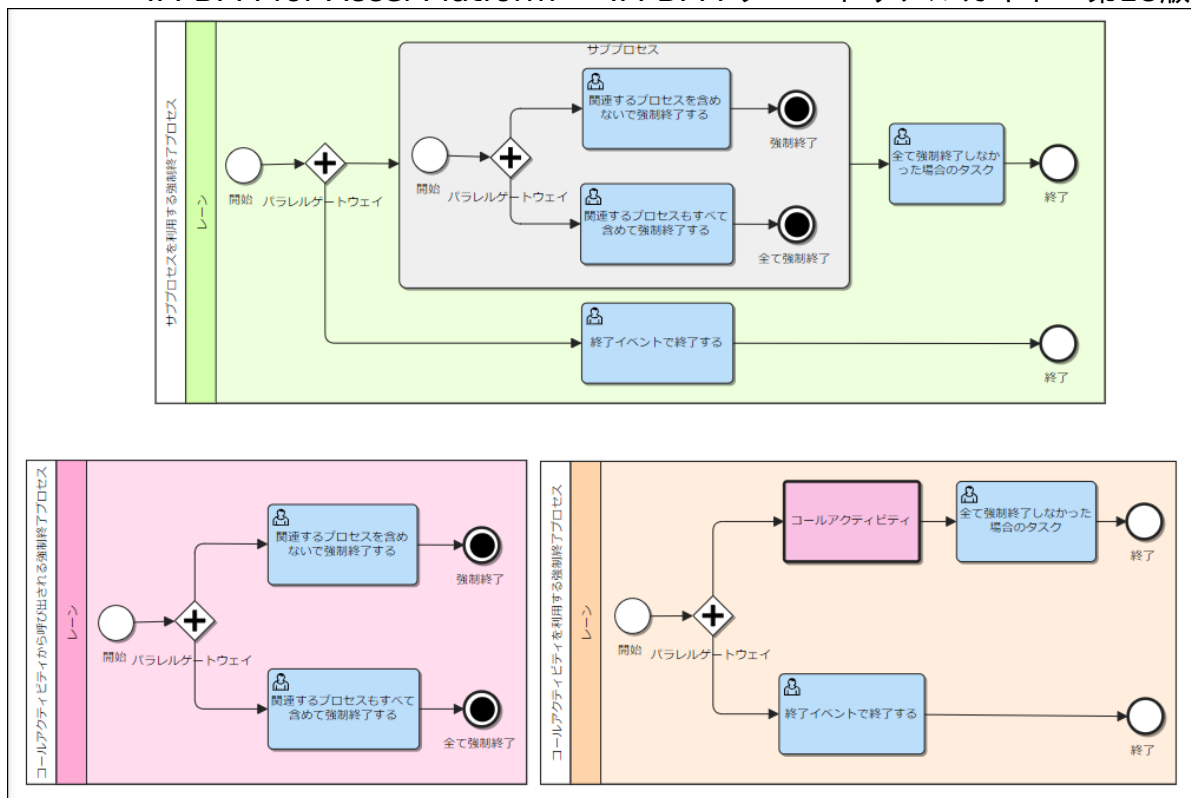 サブプロセスを利用する強制終了プロセス
レーン
開始
パラレルゲートウェイ
サブプロセス
開始
パラレルゲートウェイ
関連するプロセスを含め
ないで強制終了する
強制終了
関連するプロセスもすべて
含めて強制終了する
全て強制終了
全て強制終了しなか
った場合のタスク
終了
終了イベントで終了する
終了
コールアクティビティから呼び出される強制終了プロセス
レーン
開始
パラレルゲートウェイ
関連するプロセスを含め
ないで強制終了する
強制終了
関連するプロセスもすべて
含めて強制終了する
全て強制終了
コールアクティビティを利用する強制終了プロセス
レーン
開始
パラレルゲートウェイ
コールアクティビティ
全て強制終了しなかった
場合のタスク
終了
終了イベントで終了する
終了